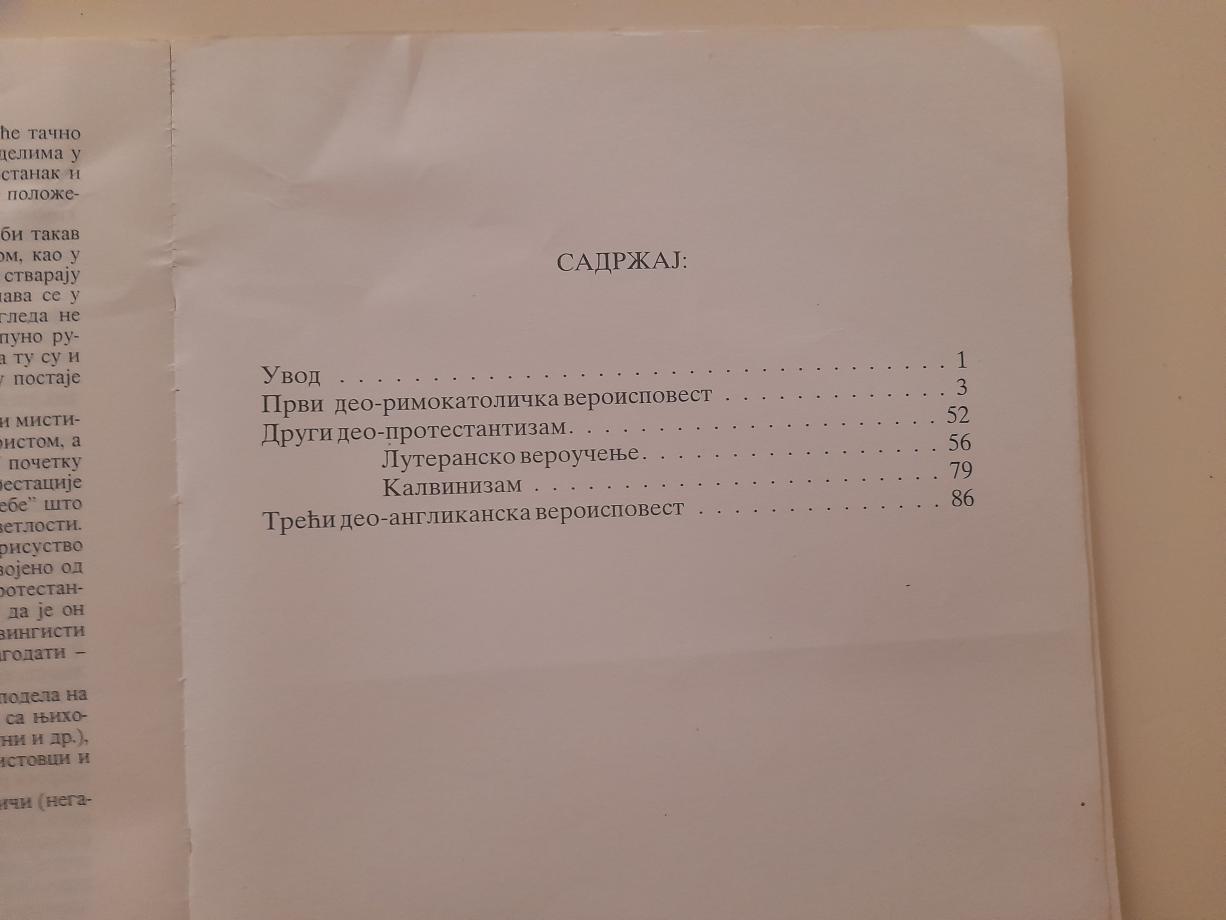 ће тачно
делима у
станак и
положе-
би такав
ом, као у
стварају
ава се у
гледа не
пуно ру-
а ту су и
у постаје
и мисти-
ристом, а
почетку
фестације
ебе” што
ветлости.
рисуство
војено од
ротестан-
да је он
вингисти
агодати –
подела на
са њихо-
ни и др.),
истовци и
ичи (нега-
САДРЖАЈ:
Увод . . . . . . . . . . . . . . . . . . . . . . . . . . . . . . . . . 1
Први део-римокатоличка вероисповест . . . . . . . . . . . . 3
Други део-протестантизам. . . . . . . . . . . . . . . . . . . . 52
Лутеранско вероучење. . . . . . . . . . . . . . . . . 56
Калвинизам . . . . . . . . . . . . . . . . . . . . . . . 79
Трећи део-англиканска вероисповест . . . . . . . . . . . . . 86